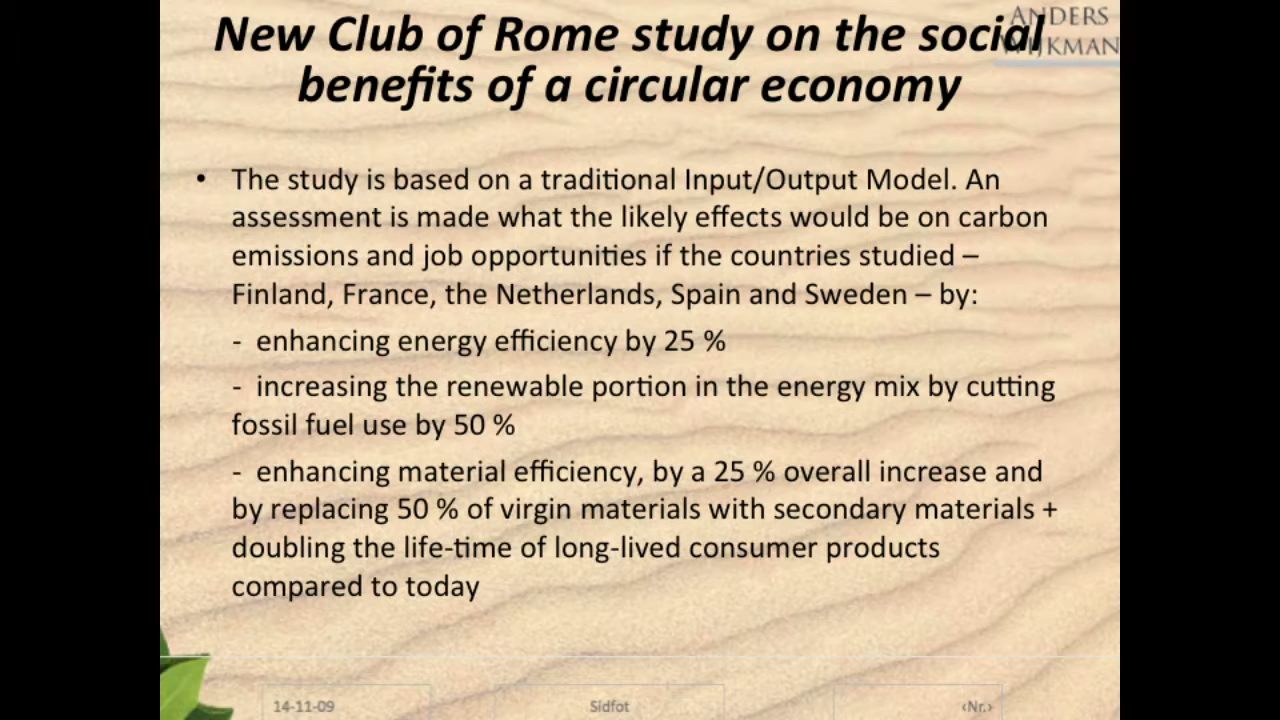 New Club of Rome study on the social
benefits of a circular economy
ANDERS
WIJKMAN
• The study is based on a traditional Input/Output Model. An
assessment is made what the likely effects would be on carbon
emissions and job opportunities if the countries studied –
Finland, France, the Netherlands, Spain and Sweden – by:
- enhancing energy efficiency by 25 %
- increasing the renewable portion in the energy mix by cutting
fossil fuel use by 50 %
- enhancing material efficiency, by a 25 % overall increase and
by replacing 50 % of virgin materials with secondary materials +
doubling the life-time of long-lived consumer products
compared to today
14-11-09
Sidfot
‹Nr.›